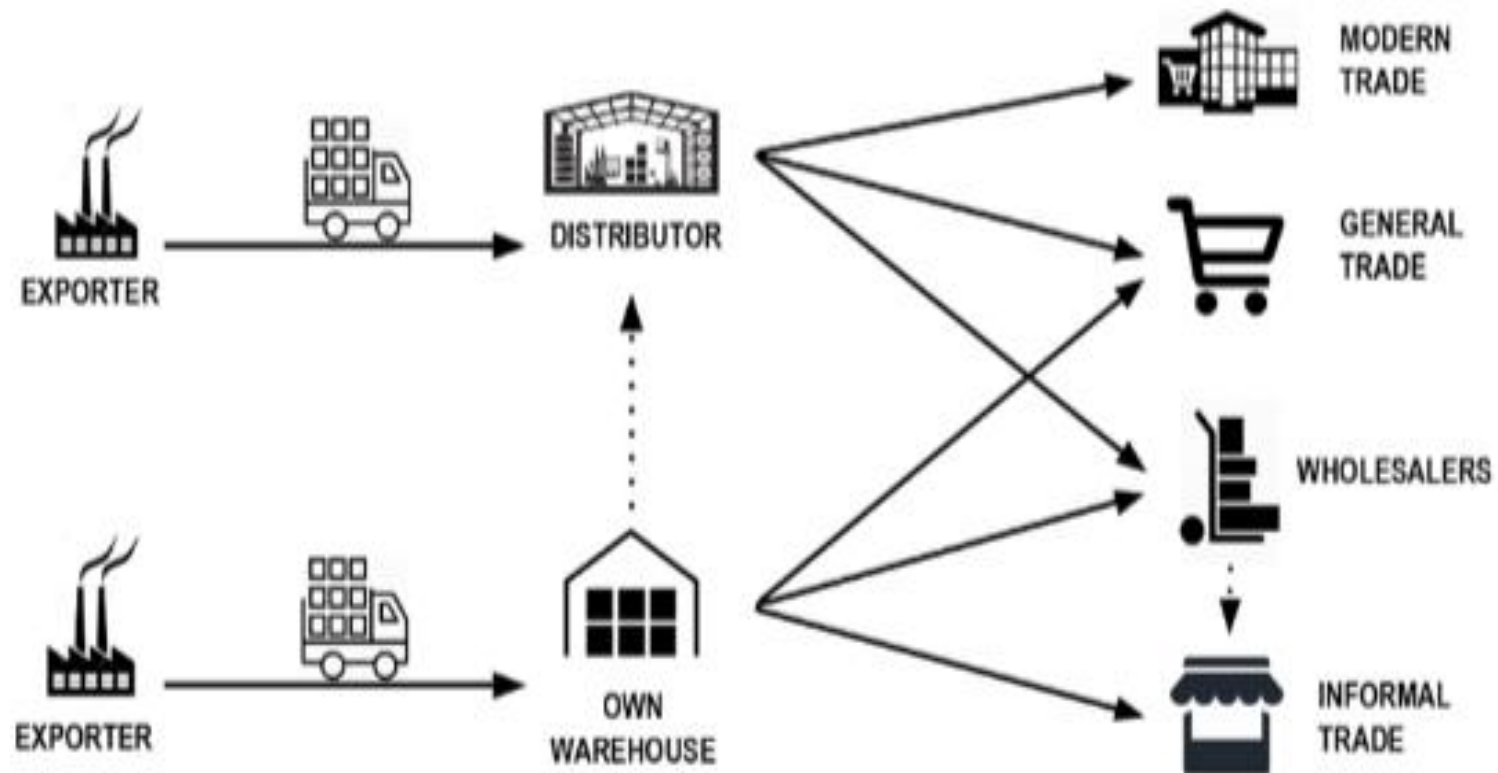 MODERN
TRADE
EXPORTER
DISTRIBUTOR
GENERAL
TRADE
WHOLESALERS
EXPORTER
OWN
WAREHOUSE
INFORMAL
TRADE